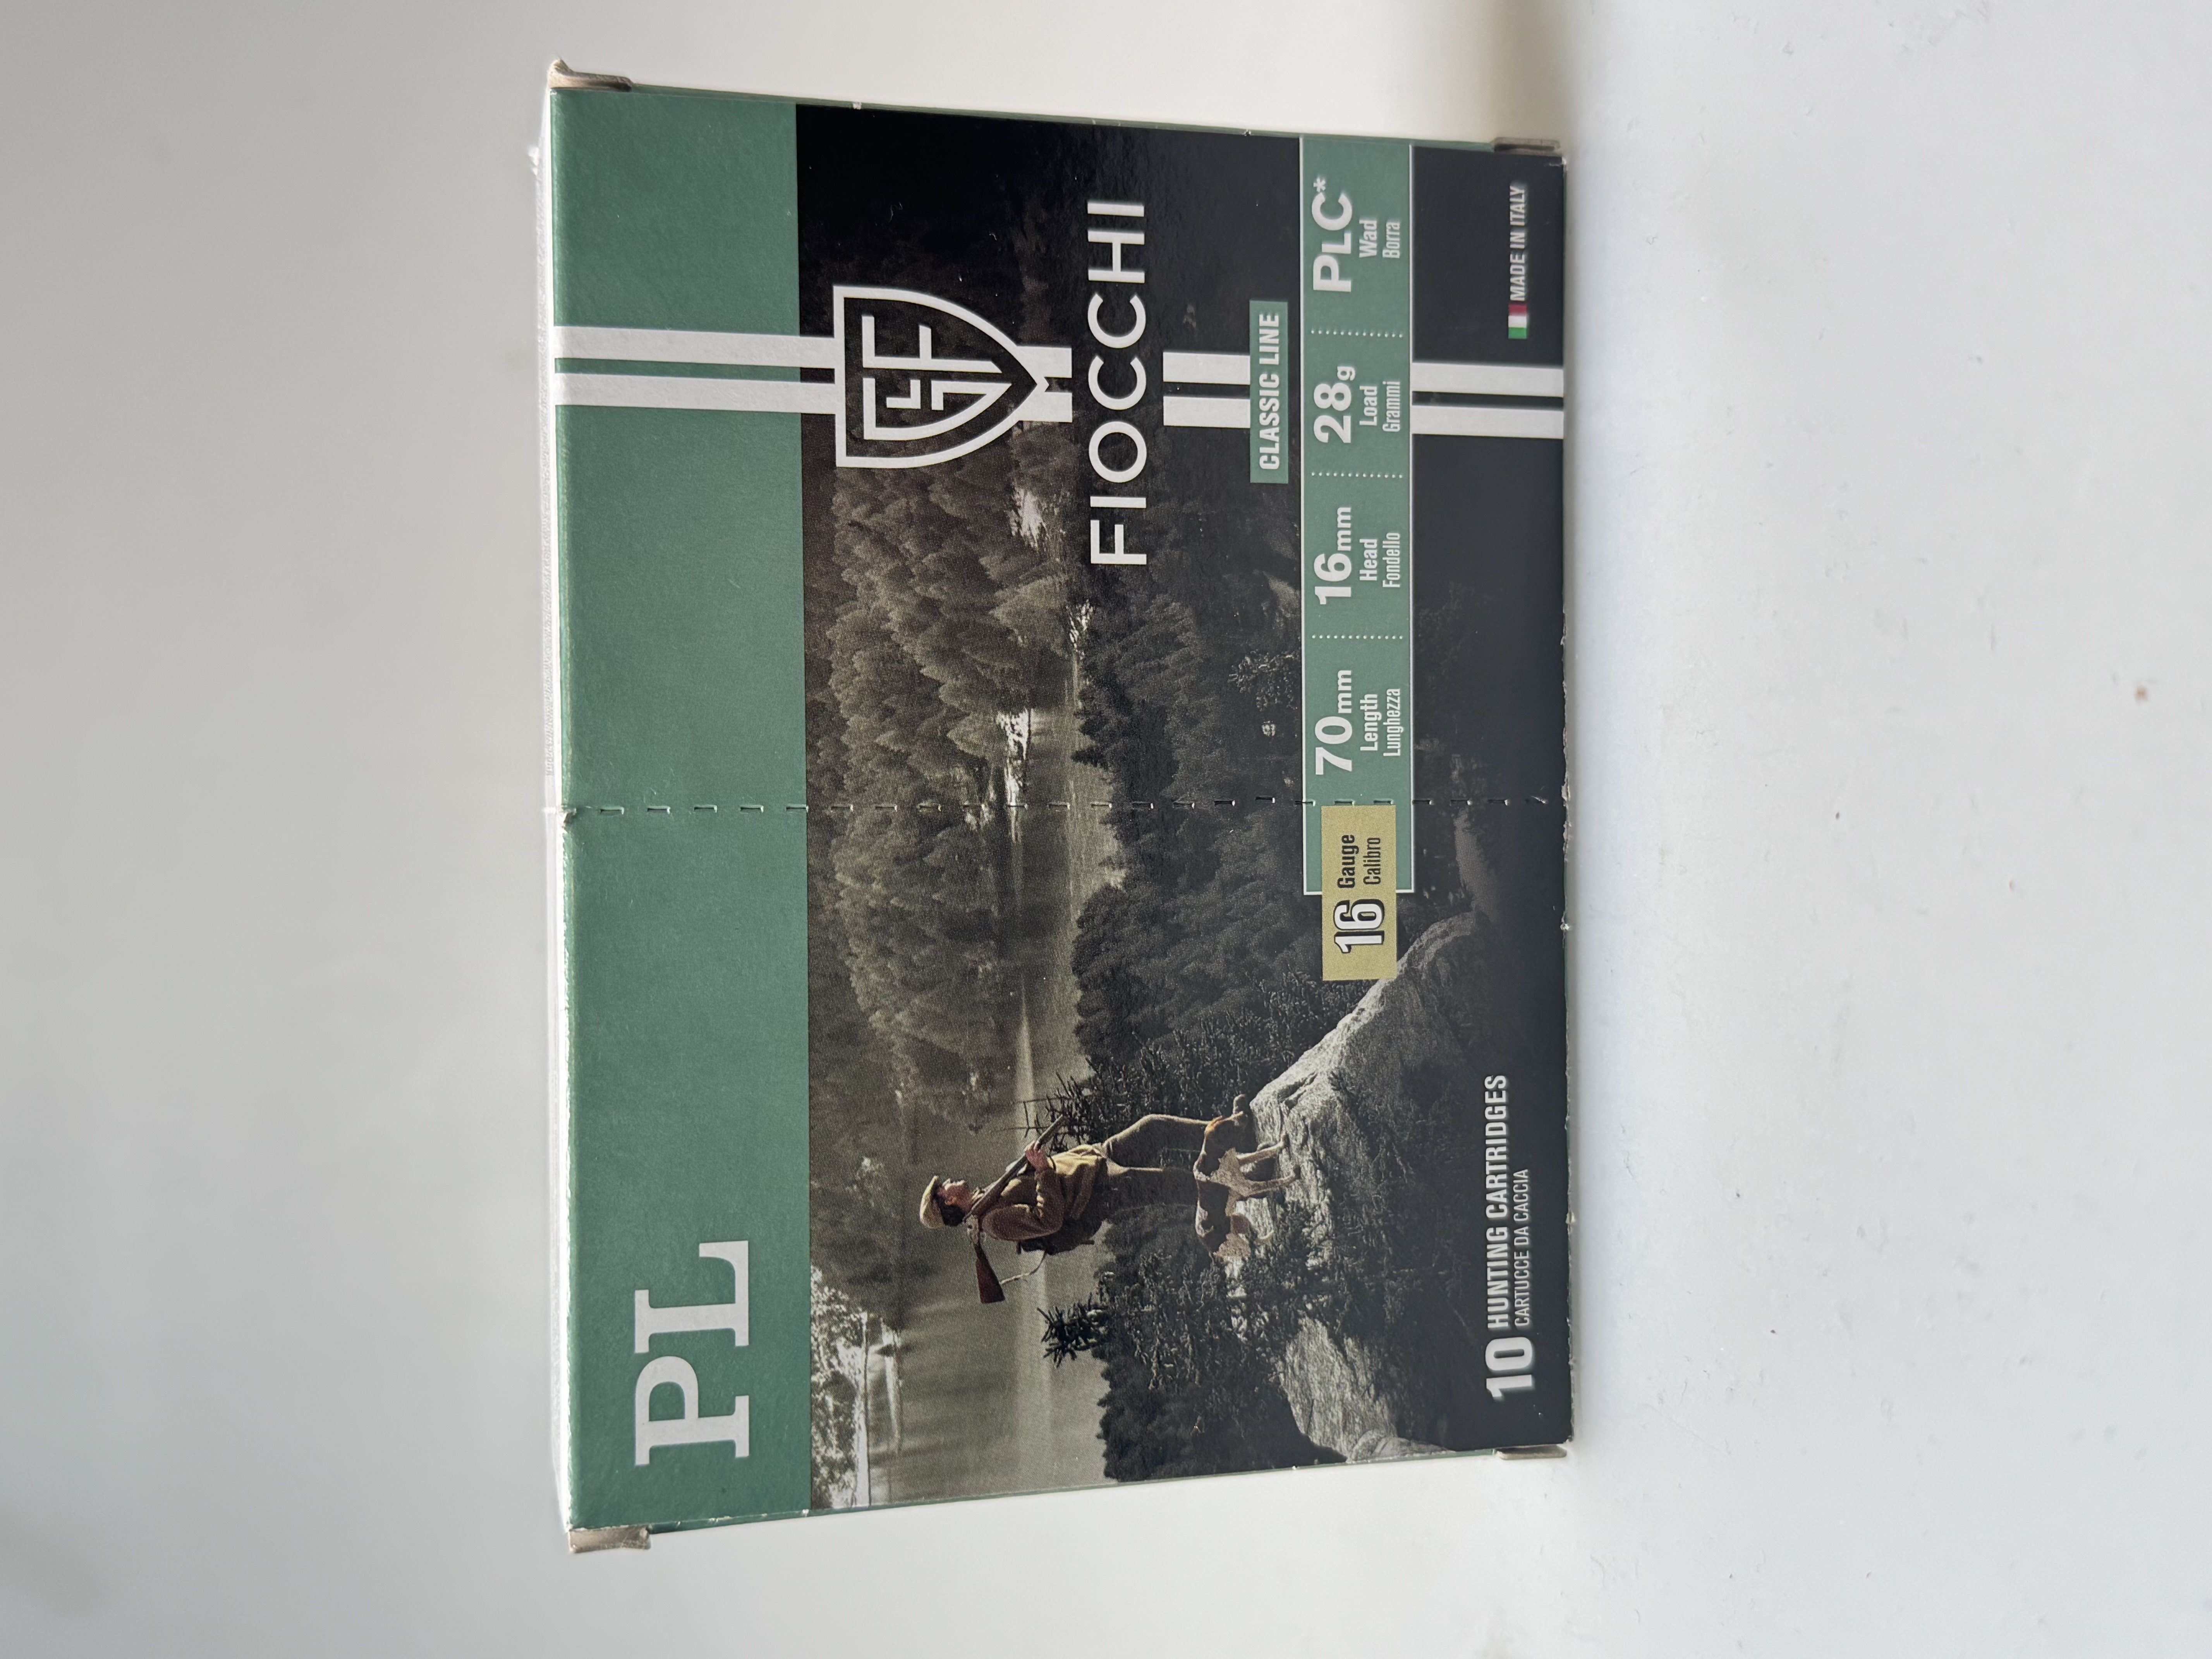 PL
FIOCCHI
CLASSIC LINE
16 Gauge
Calibro
70mm
Length
Lunghezza
16mm
Head
Fondello
28g
Load
Grammi
PLC*
Wad
Borra
10 HUNTING CARTRIDGES
CARTUCCE DA CACCIA
MADE IN ITALY